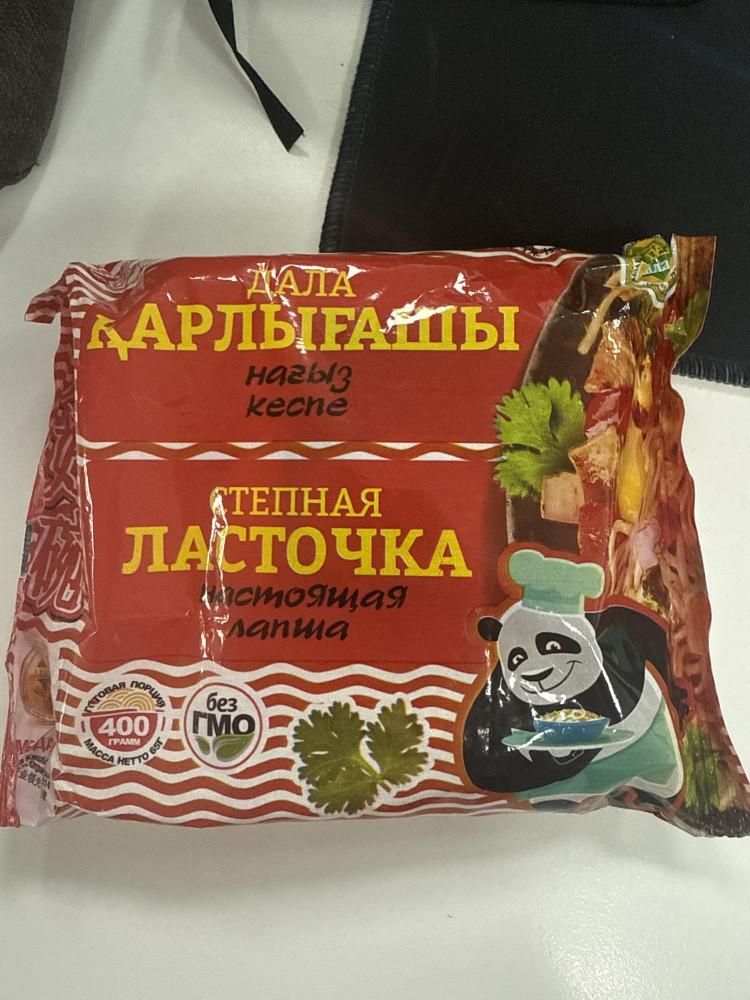 ДАЛА
ҚАРЛЫҒАШЫ
нағыз
кеспе
СТЕПНАЯ
ЛАСТОЧКА
настоящая
лапша
ГОТОВАЯ ПОРЦИЯ
400
ГРАММ
МАССА НЕТТО 65Г
без
ГМО